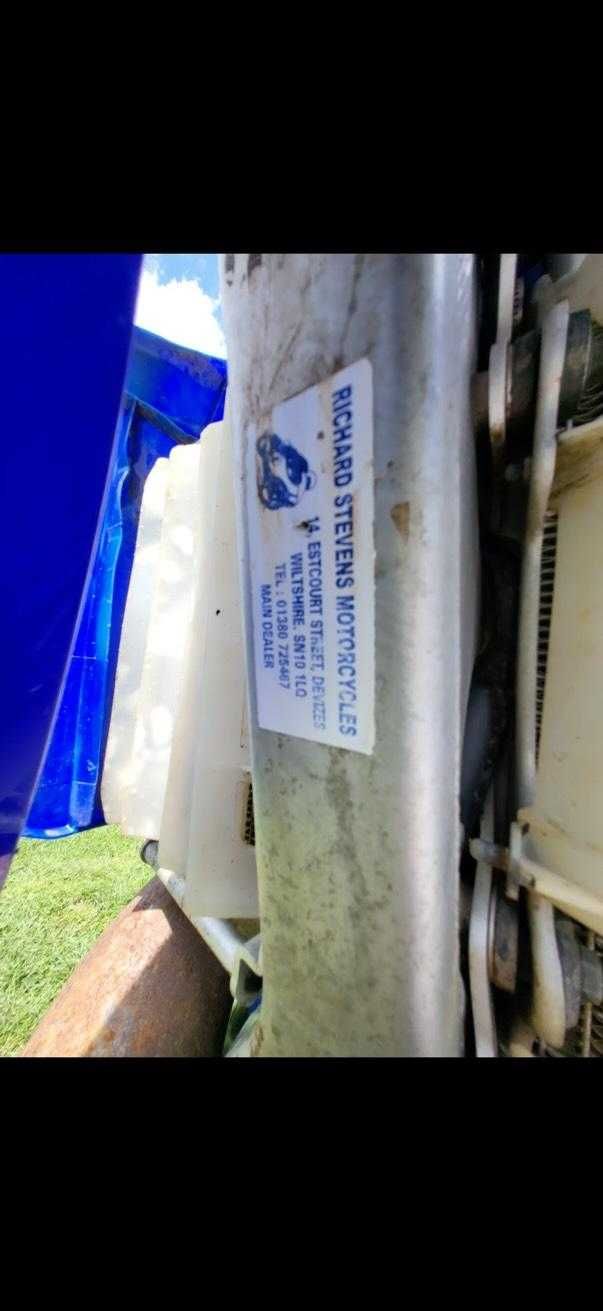 RICHARD STEVENS MOTORCYCLES
14, ESTCOURT STREET, DEVIZES
WILTSHIRE. SN10 1LQ
TEL : 01380 725467
MAIN DEALER